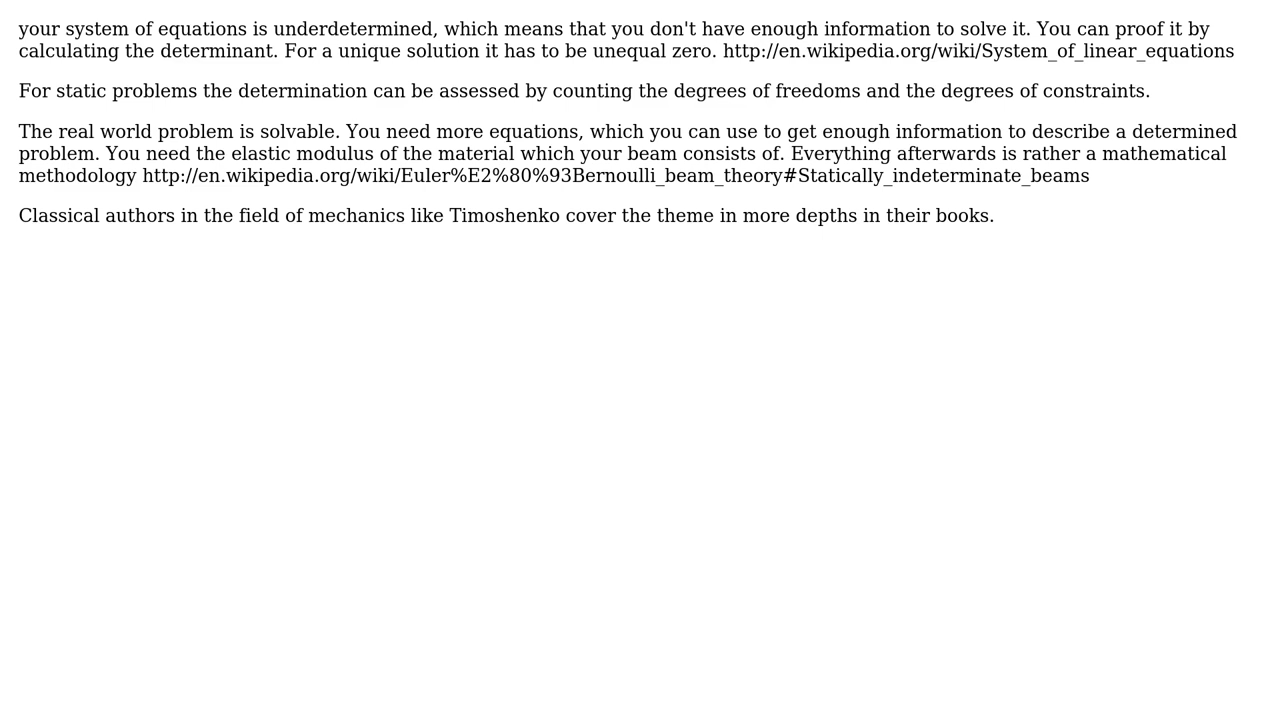 your system of equations is underdetermined, which means that you don't have enough information to solve it. You can proof it by
calculating the determinant. For a unique solution it has to be unequal zero. http://en.wikipedia.org/wiki/System_of_linear_equations
For static problems the determination can be assessed by counting the degrees of freedoms and the degrees of constraints.
The real world problem is solvable. You need more equations, which you can use to get enough information to describe a determined
problem. You need the elastic modulus of the material which your beam consists of. Everything afterwards is rather a mathematical
methodology http://en.wikipedia.org/wiki/Euler%E2%80%93Bernoulli_beam_theory#Statically_indeterminate_beams
Classical authors in the field of mechanics like Timoshenko cover the theme in more depths in their books.